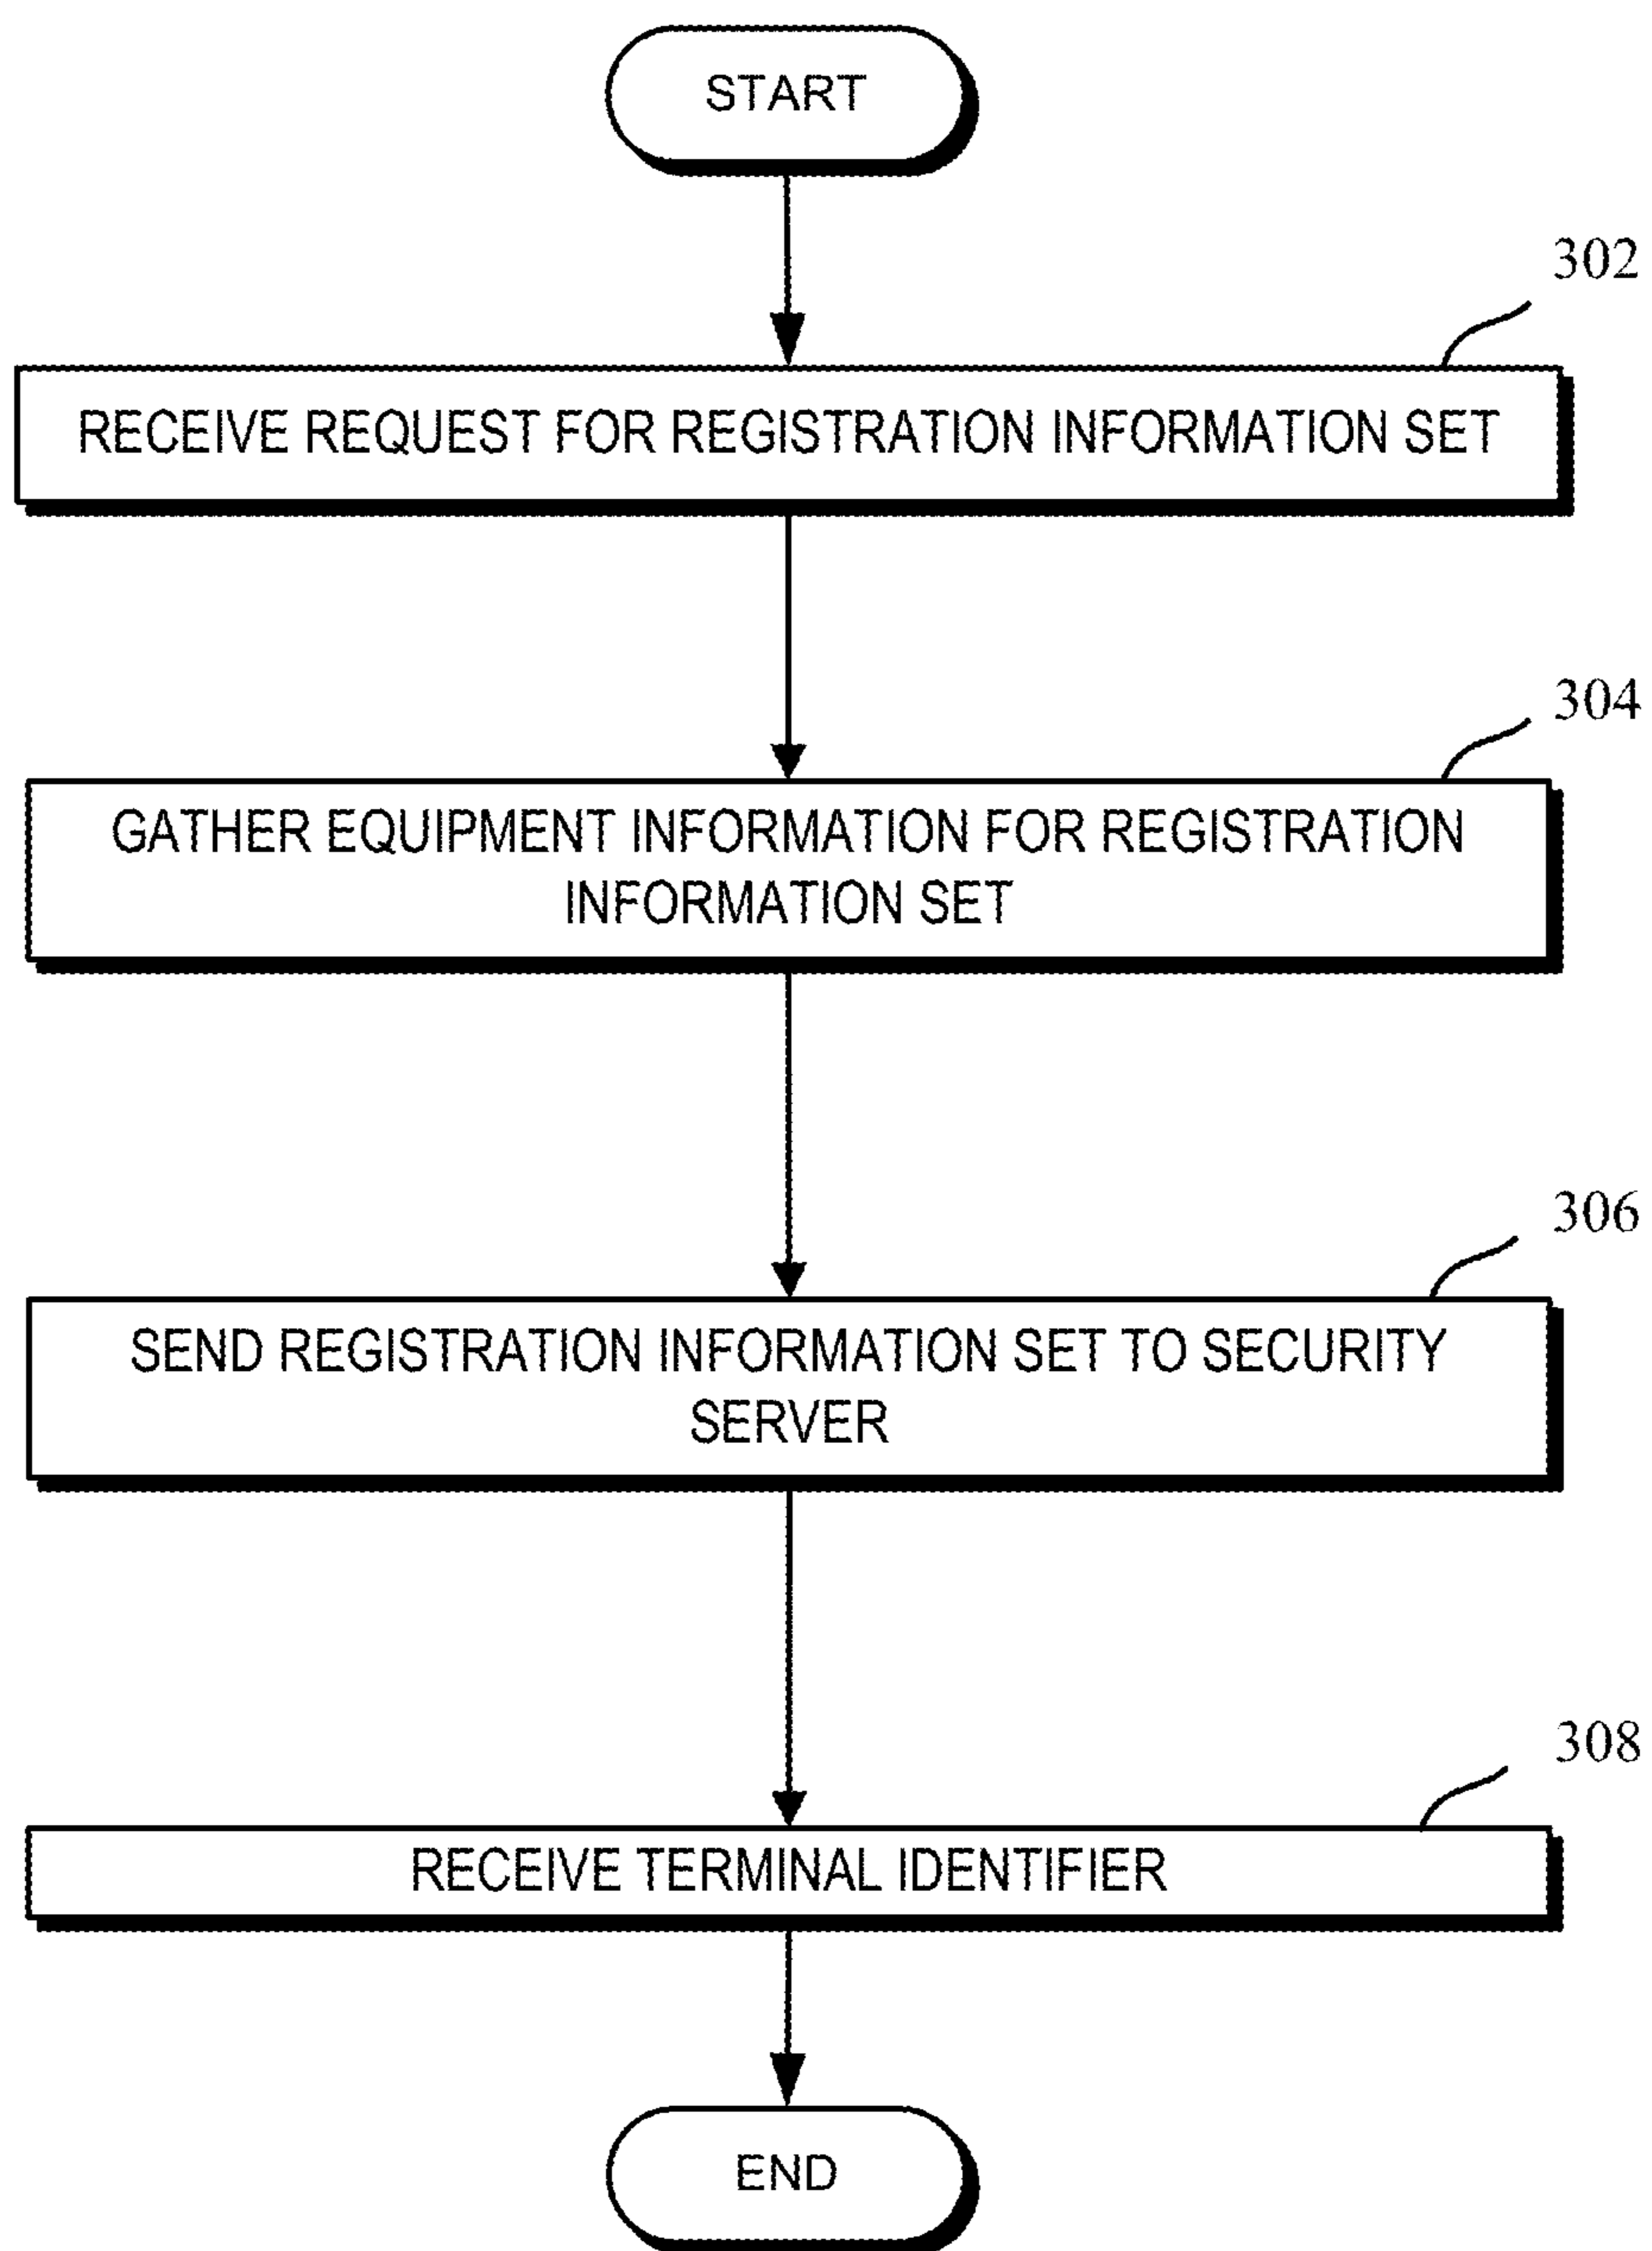 START
302
RECEIVE REQUEST FOR REGISTRATION INFORMATION SET
304
GATHER EQUIPMENT INFORMATION FOR REGISTRATION
INFORMATION SET
306
SEND REGISTRATION INFORMATION SET TO SECURITY
SERVER
308
RECEIVE TERMINAL IDENTIFIER
END